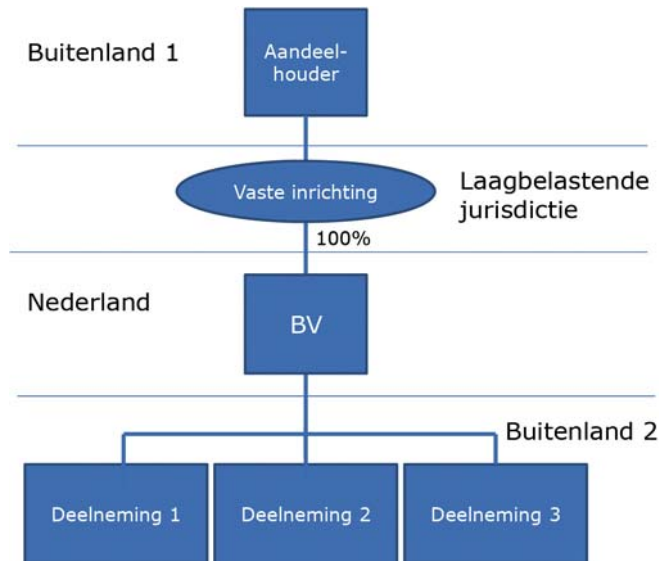 Buitenland 1
Aandeel-
houder
Vaste inrichting
Laagbelastende
jurisdictie
100%
Nederland
BV
Buitenland 2
Deelneming 1
Deelneming 2
Deelneming 3